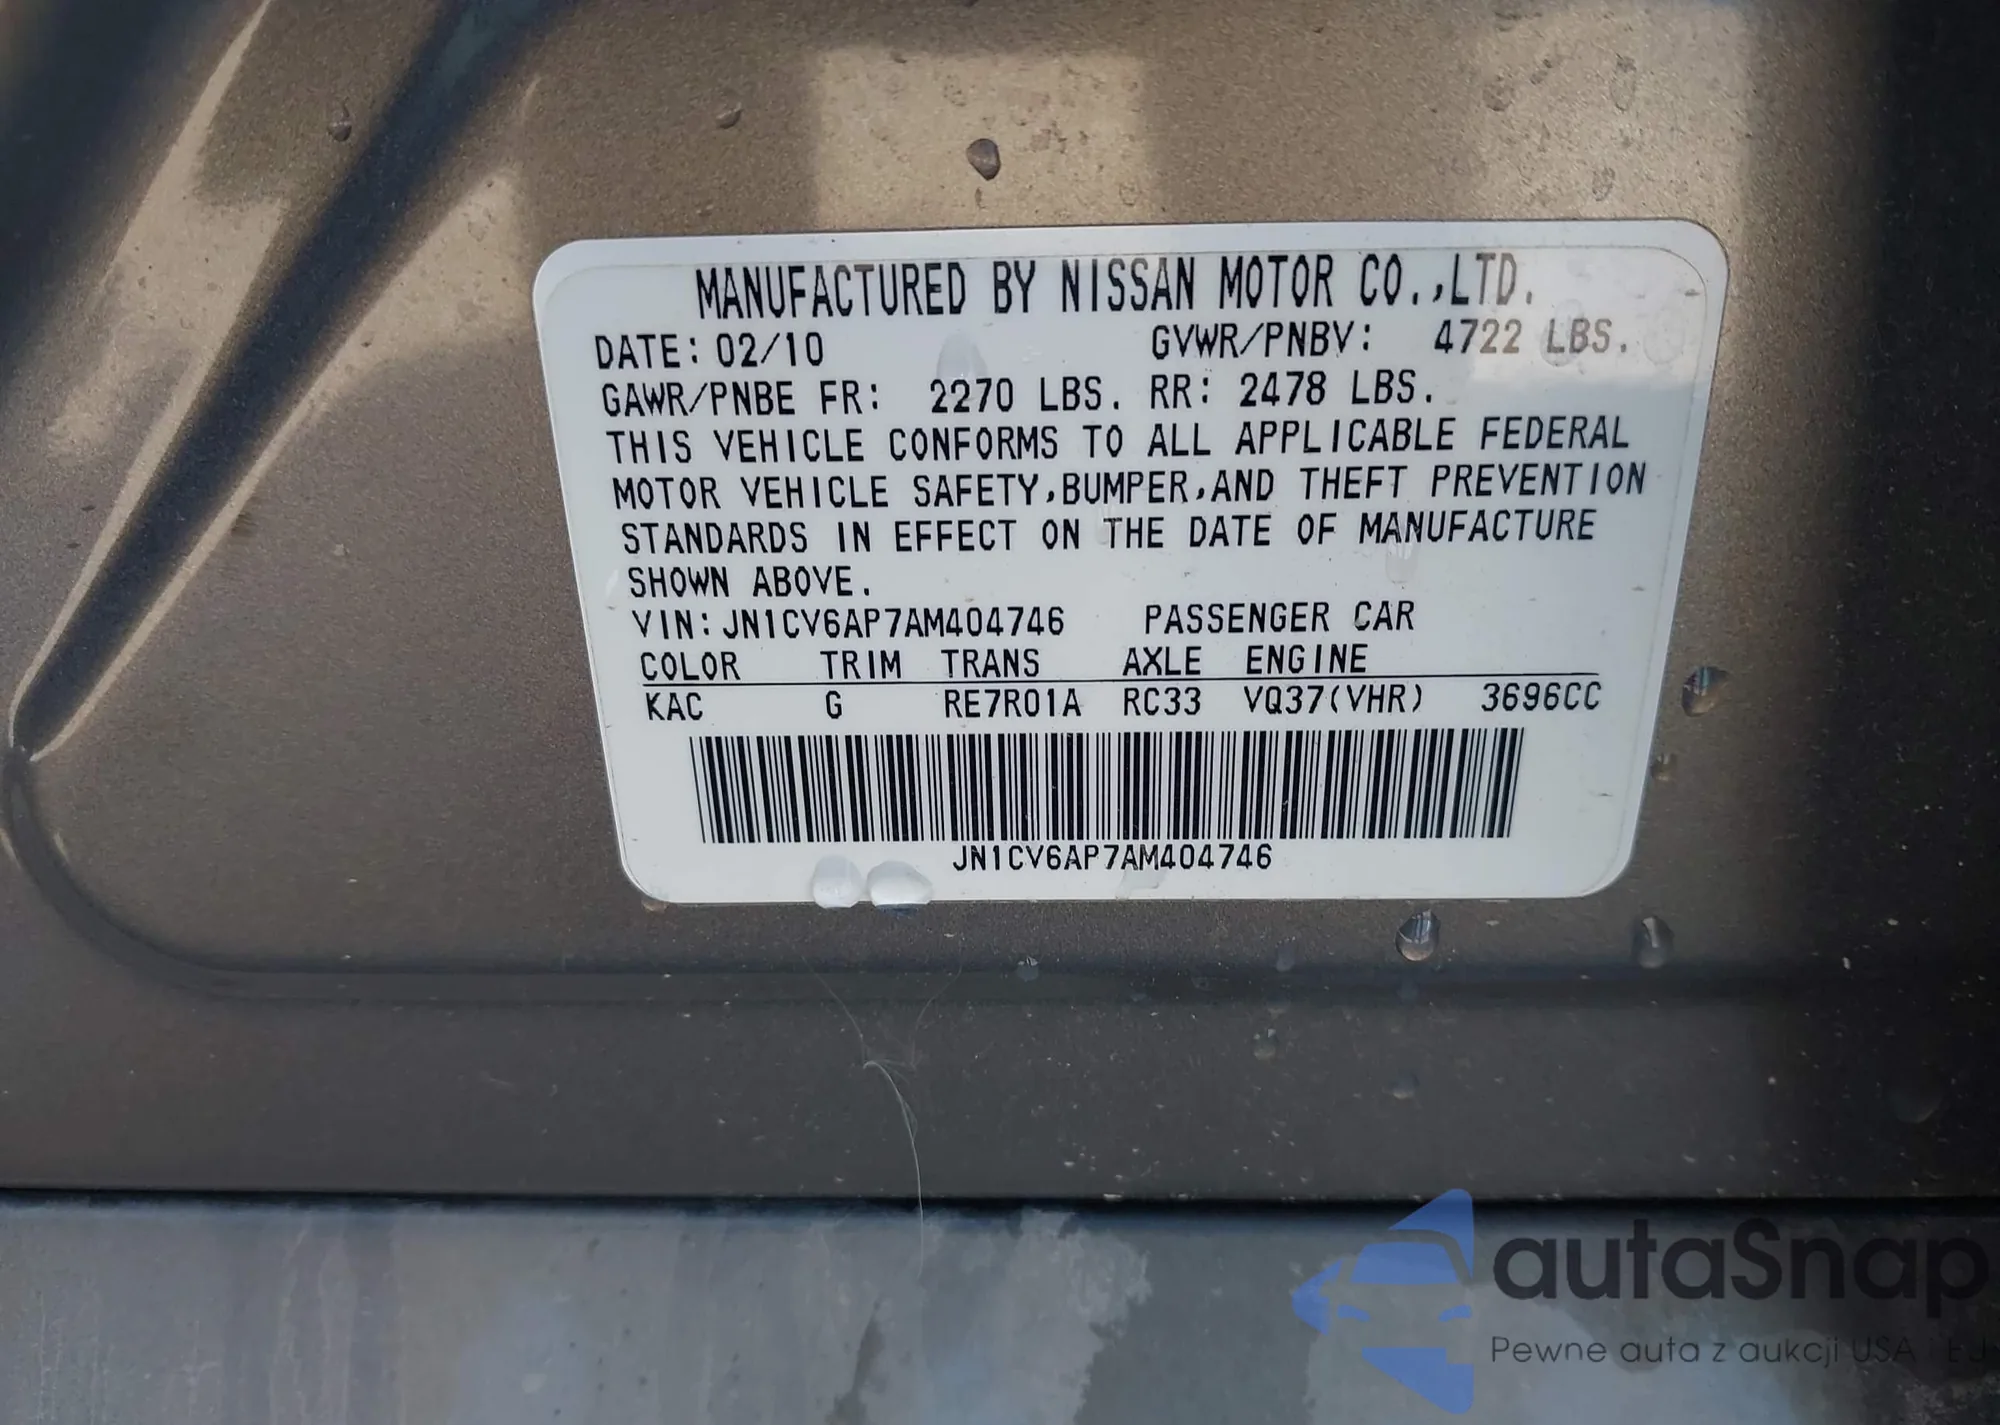 MANUFACTURED BY NISSAN MOTOR CO.,LTD.
DATE: 02/10 GVWR/PNBV: 4722 LBS.
GAWR/PNBE FR: 2270 LBS. RR: 2478 LBS.
THIS VEHICLE CONFORMS TO ALL APPLICABLE FEDERAL
MOTOR VEHICLE SAFETY,BUMPER,AND THEFT PREVENTION
STANDARDS IN EFFECT ON THE DATE OF MANUFACTURE
SHOWN ABOVE.
VIN: JN1CV6AP7AM404746 PASSENGER CAR
COLOR TRIM TRANS AXLE ENGINE
KAC G RE7R01A RC33 VQ37(VHR) 3696CC
JN1CV6AP7AM404746
autaSnap
Pewne auta z aukcji USA i EU